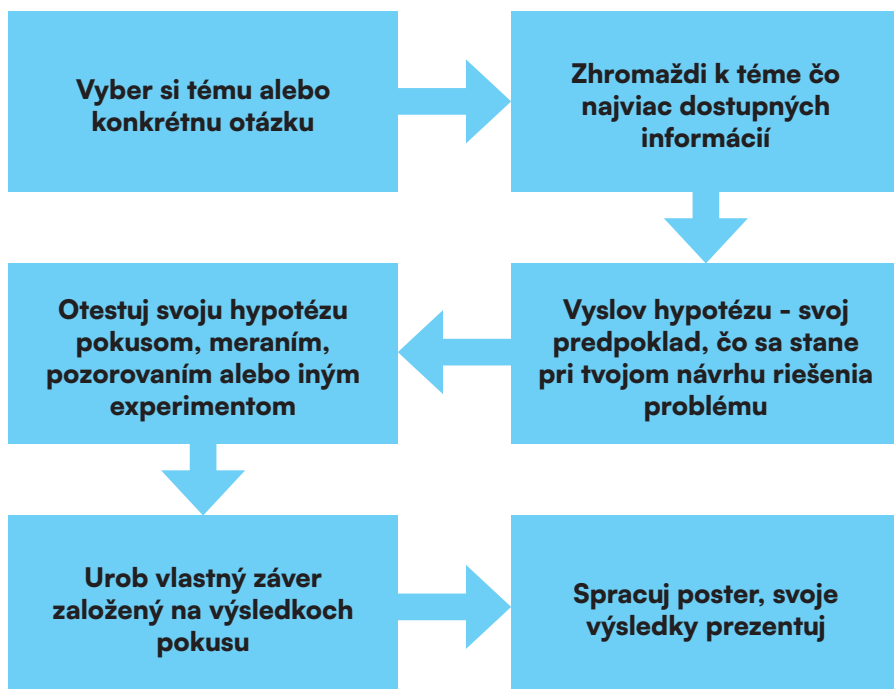 Vyber si tému alebo
konkrétnu otázku
Zhromaždi k téme čo
najviac dostupných
informácií
Vyslov hypotézu - svoj
predpoklad, čo sa stane
pri tvojom návrhu riešenia
problému
Otestuj svoju hypotézu
pokusom, meraním,
pozorovaním alebo iným
experimentom
Urob vlastný záver
založený na výsledkoch
pokusu
Spracuj poster, svoje
výsledky prezentuj